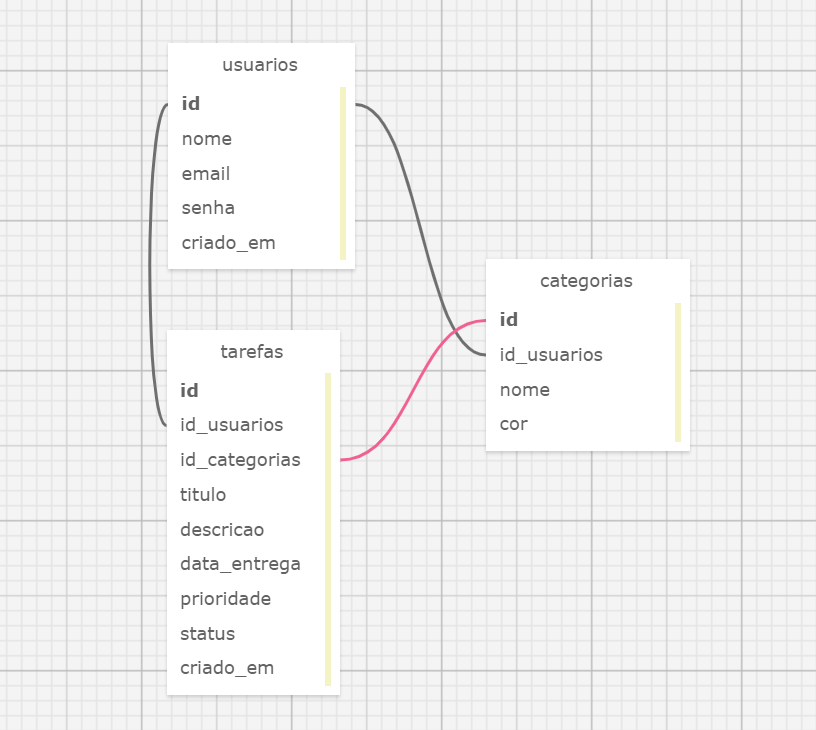 usuarios
id
nome
email
senha
criado_em
categorias
id
id_usuarios
nome
cor
tarefas
id
id_usuarios
id_categorias
titulo
descricao
data_entrega
prioridade
status
criado_em